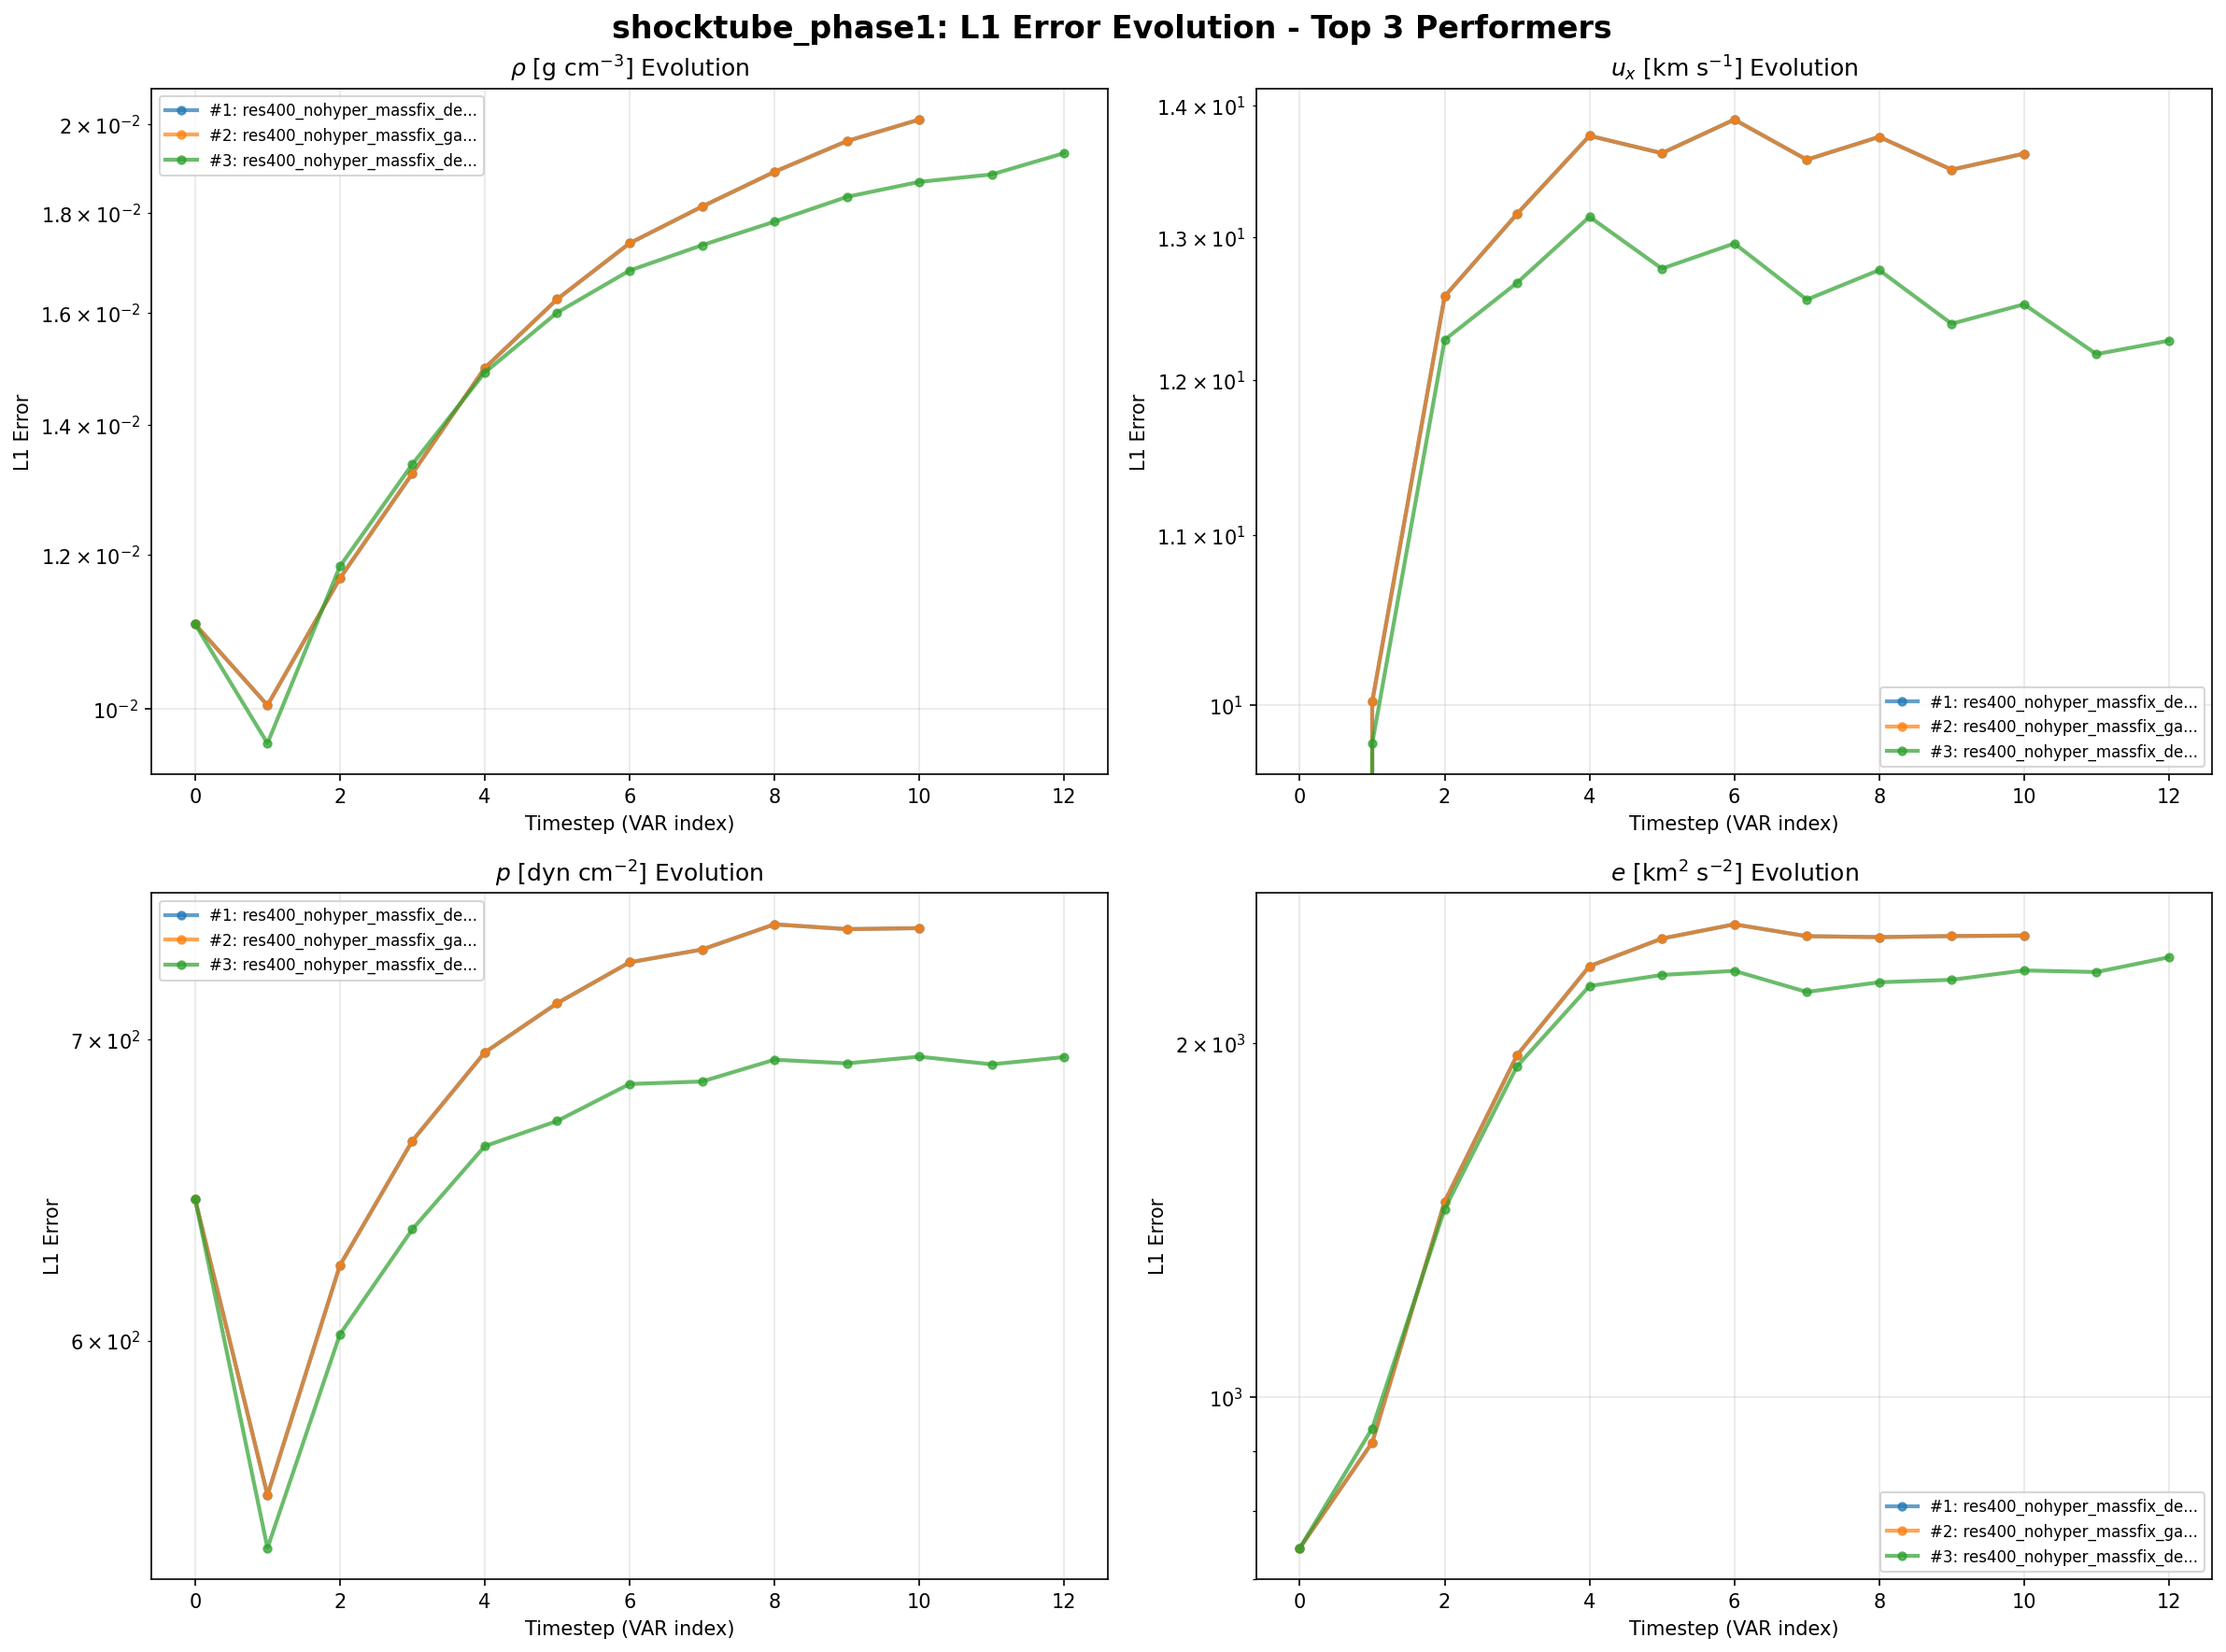 shocktube_phase1: L1 Error Evolution - Top 3 Performers
ρ [g cm⁻³] Evolution
2 × 10⁻²
1.8 × 10⁻²
1.6 × 10⁻²
1.4 × 10⁻²
1.2 × 10⁻²
10⁻²
L1 Error
#1: res400_nohyper_massfix_de...
#2: res400_nohyper_massfix_ga...
#3: res400_nohyper_massfix_de...
0 2 4 6 8 10 12
Timestep (VAR index)
uₓ [km s⁻¹] Evolution
1.4 × 10¹
1.3 × 10¹
1.2 × 10¹
1.1 × 10¹
10¹
L1 Error
#1: res400_nohyper_massfix_de...
#2: res400_nohyper_massfix_ga...
#3: res400_nohyper_massfix_de...
0 2 4 6 8 10 12
Timestep (VAR index)
p [dyn cm⁻²] Evolution
7 × 10²
6 × 10²
L1 Error
#1: res400_nohyper_massfix_de...
#2: res400_nohyper_massfix_ga...
#3: res400_nohyper_massfix_de...
0 2 4 6 8 10 12
Timestep (VAR index)
e [km² s⁻²] Evolution
2 × 10³
10³
L1 Error
#1: res400_nohyper_massfix_de...
#2: res400_nohyper_massfix_ga...
#3: res400_nohyper_massfix_de...
0 2 4 6 8 10 12
Timestep (VAR index)